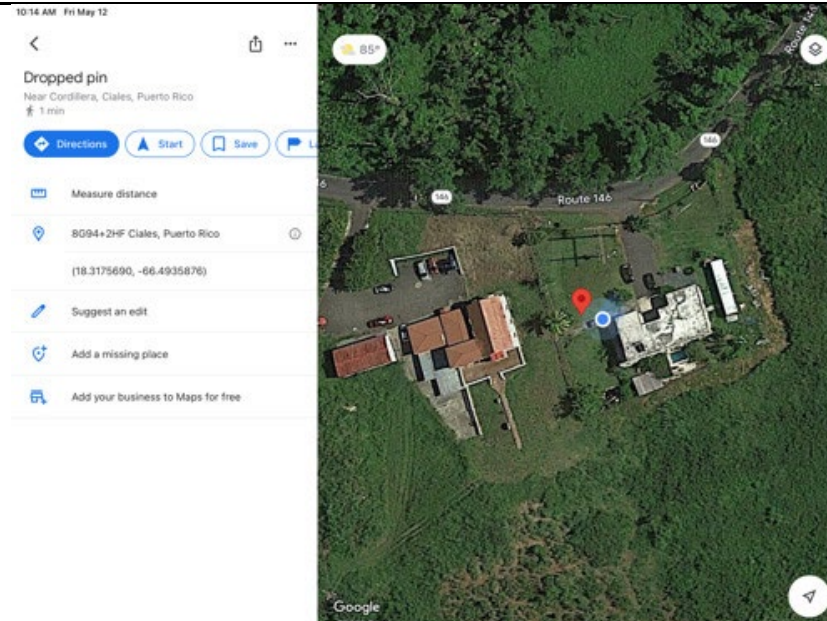 10:14 AM Fri May 12
Dropped pin
Near Cordillera, Ciales, Puerto Rico
1 min
Directions
Start
Save
Measure distance
8G94+2HF Ciales, Puerto Rico
(18.3175690, -66.4935876)
Suggest an edit
Add a missing place
Add your business to Maps for free
85°
Route 146
146
146
Route 146
Google